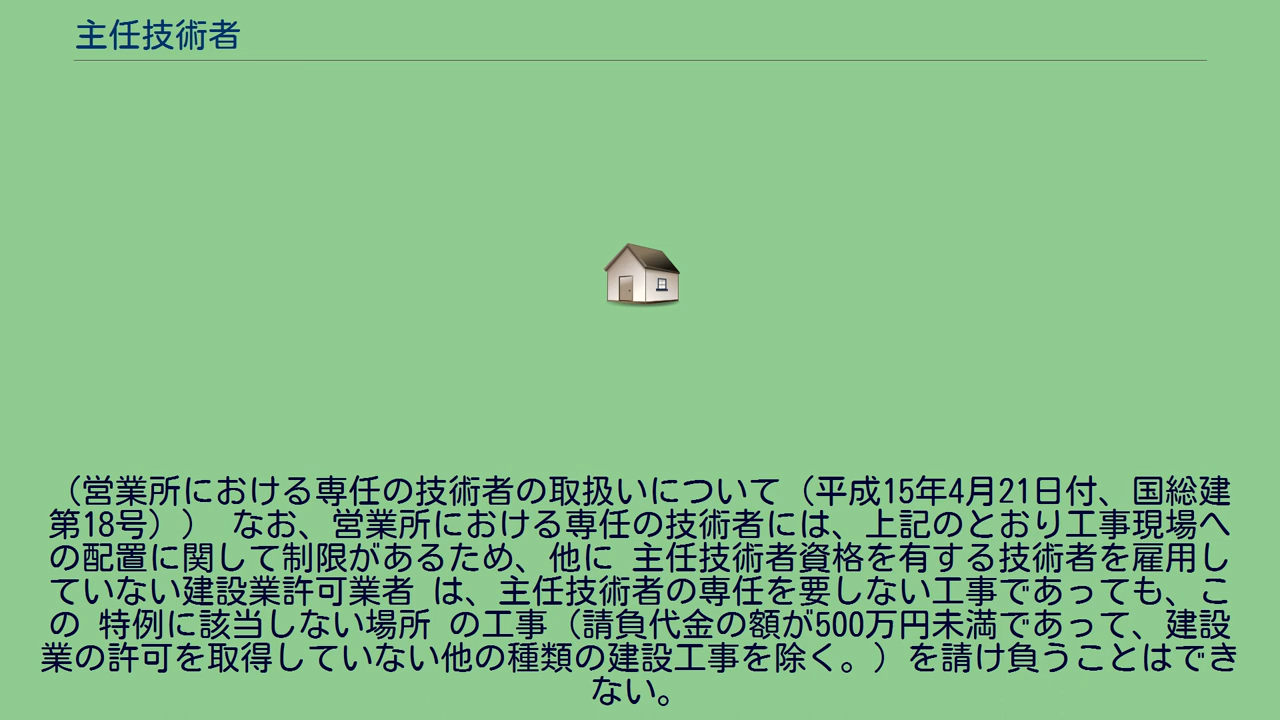 主任技術者
（営業所における専任の技術者の取扱いについて（平成15年4月21日付、国総建
第18号）） なお、営業所における専任の技術者には、上記のとおり工事現場へ
の配置に関して制限があるため、他に 主任技術者資格を有する技術者を雇用し
ていない建設業許可業者 は、主任技術者の専任を要しない工事であっても、こ
の 特例に該当しない場所 の工事（請負代金の額が500万円未満であって、建設
業の許可を取得していない他の種類の建設工事を除く。）を請け負うことはでき
ない。